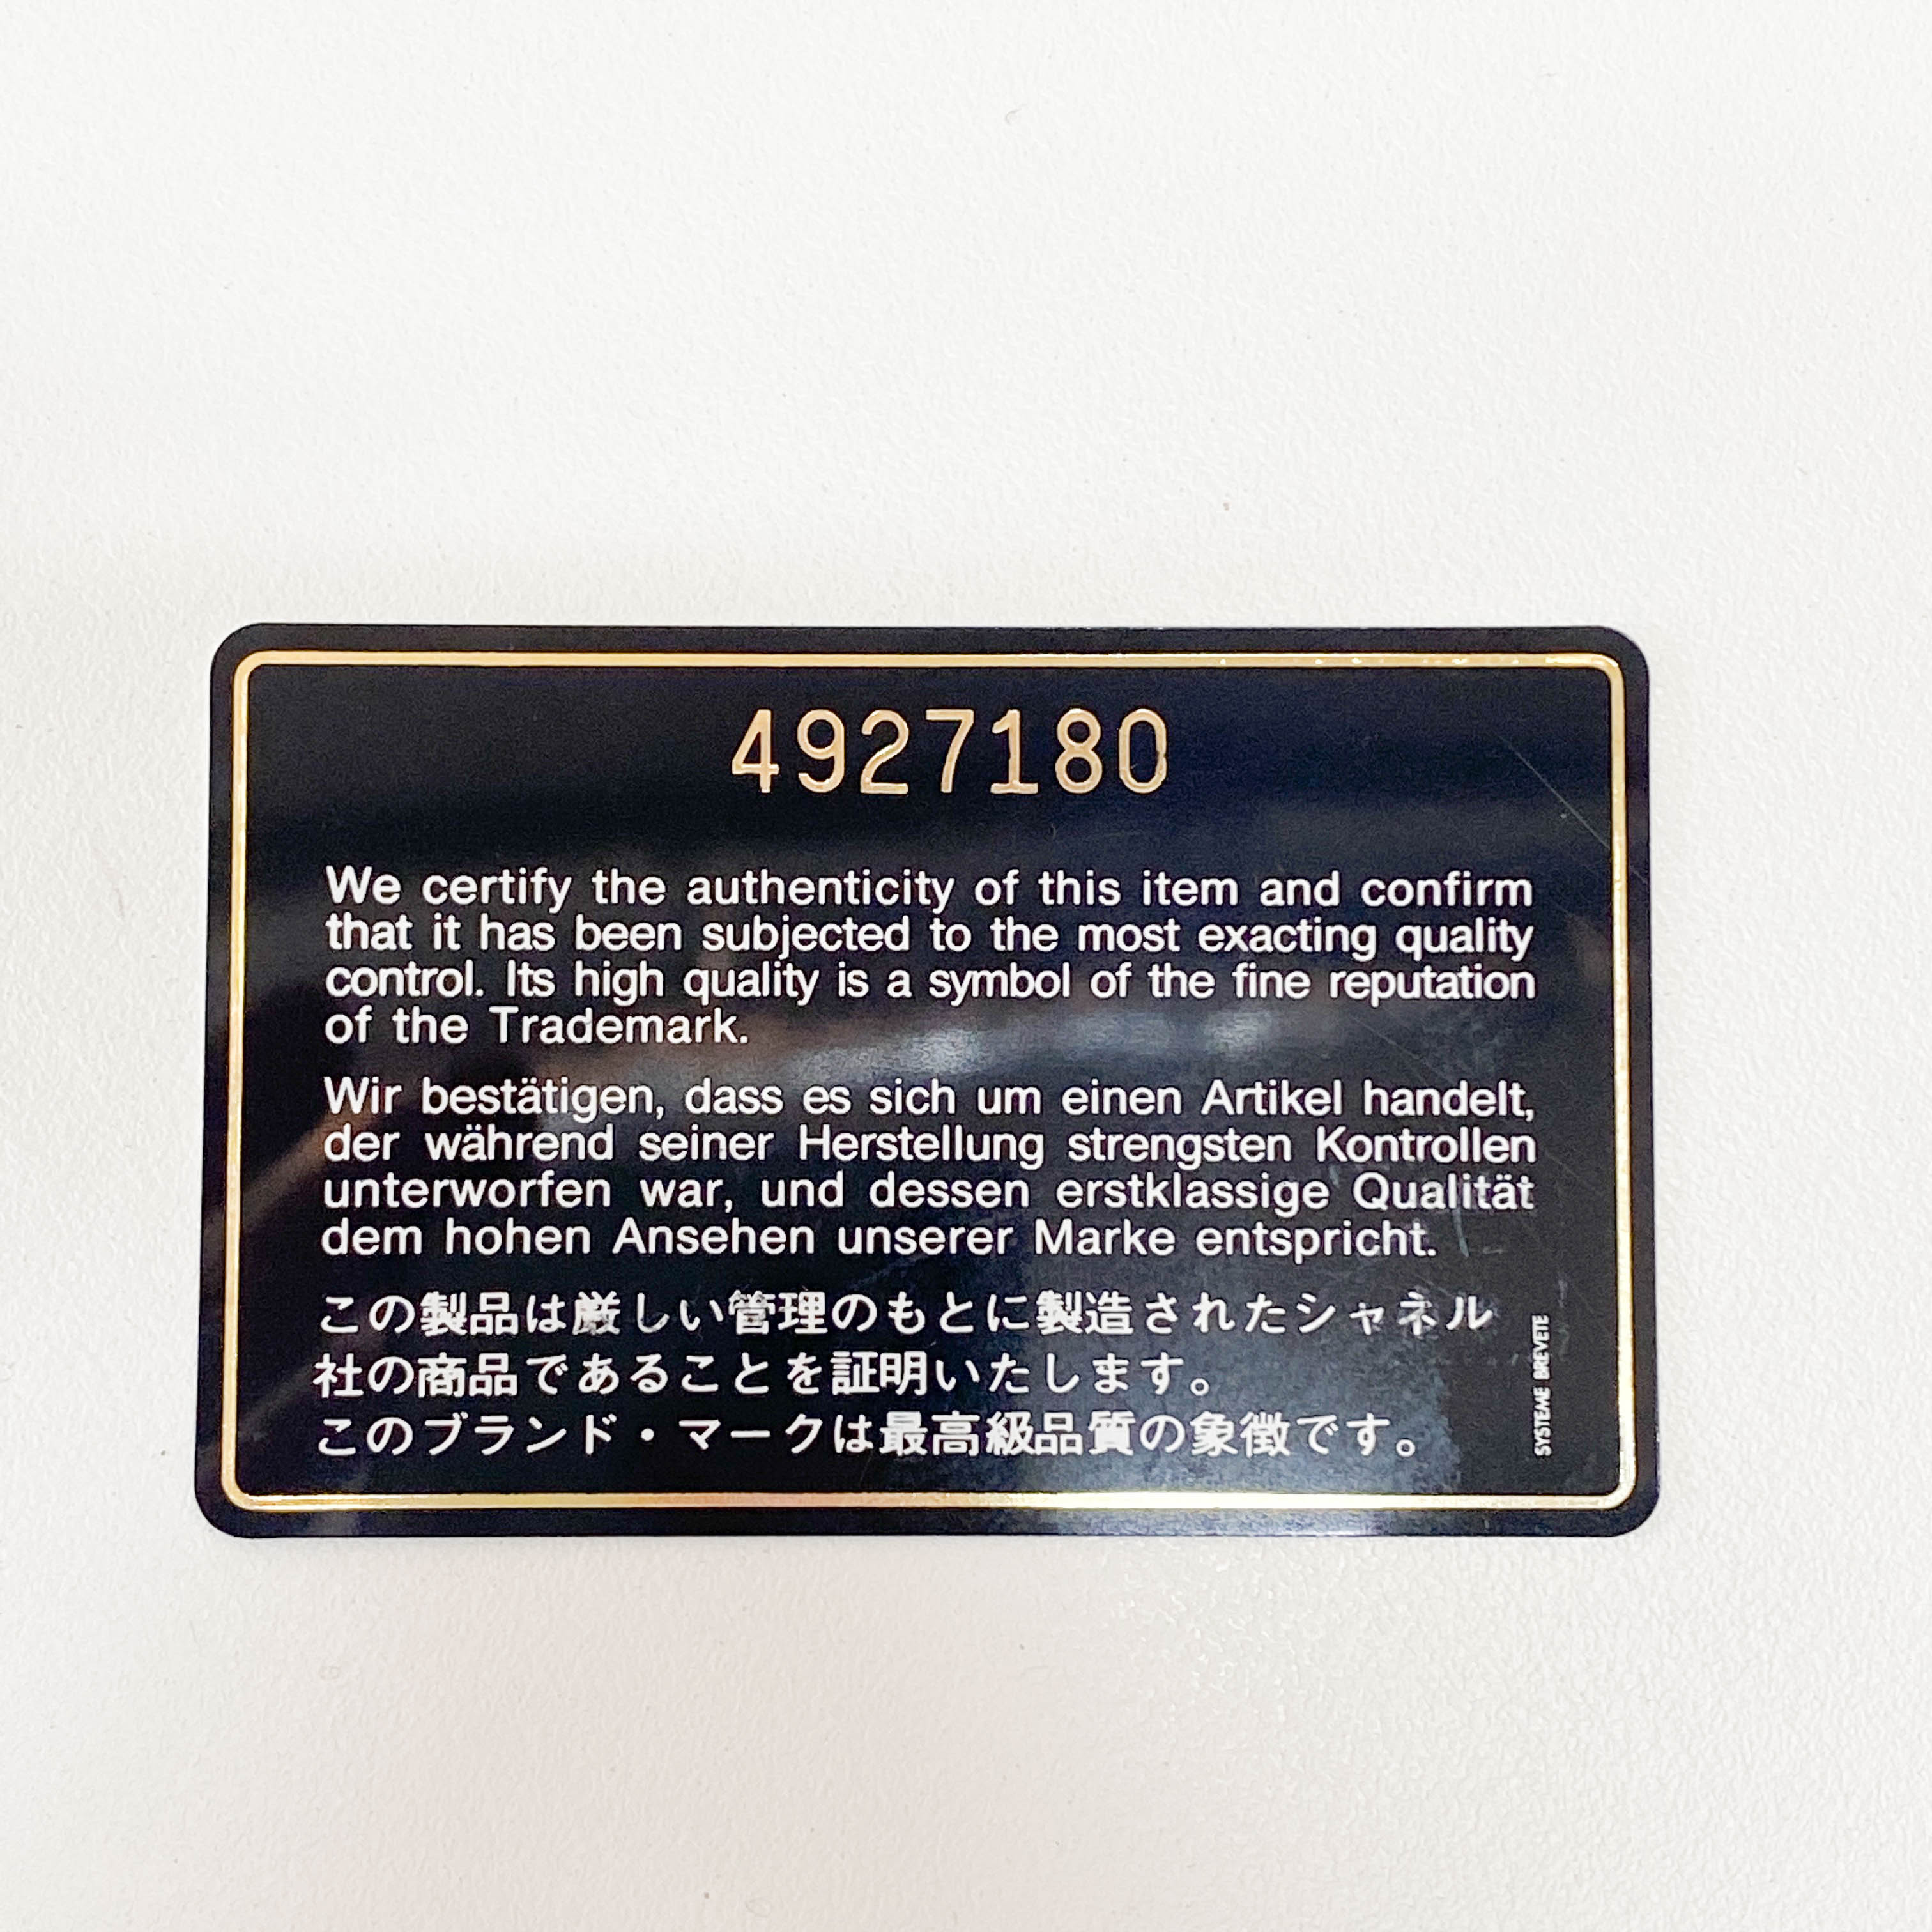 4927180
We certify the authenticity of this item and confirm
that it has been subjected to the most exacting quality
control. Its high quality is a symbol of the fine reputation
of the Trademark.
Wir bestätigen, dass es sich um einen Artikel handelt,
der während seiner Herstellung strengsten Kontrollen
unterworfen war, und dessen erstklassige Qualität
dem hohen Ansehen unserer Marke entspricht.
この製品は厳しい管理のもとに製造されたシャネル
社の商品であることを証明いたします。
このブランド・マークは最高級品質の象徴です。
SYSTEME BREVETE